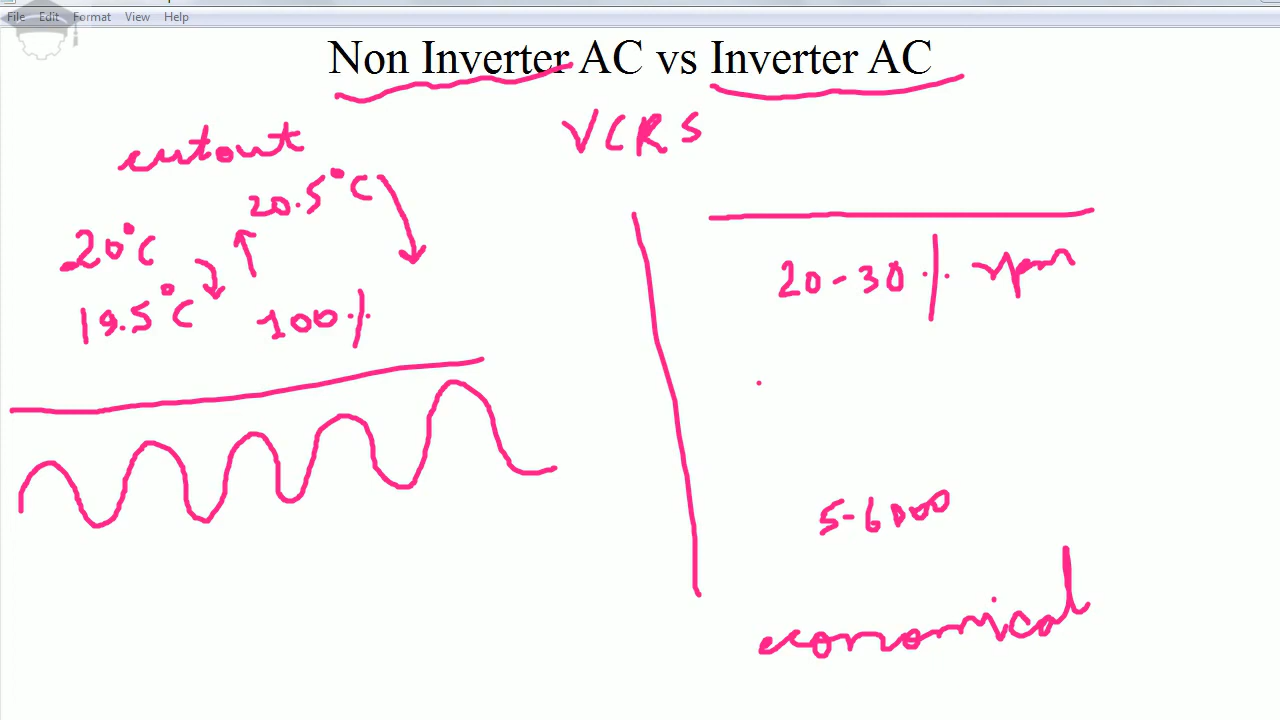 File Edit Format View Help
Non Inverter AC vs Inverter AC
VCRS
cutout
20.5°C
20°C
19.5°C
100%
20-30% rpm
5-6000
economical